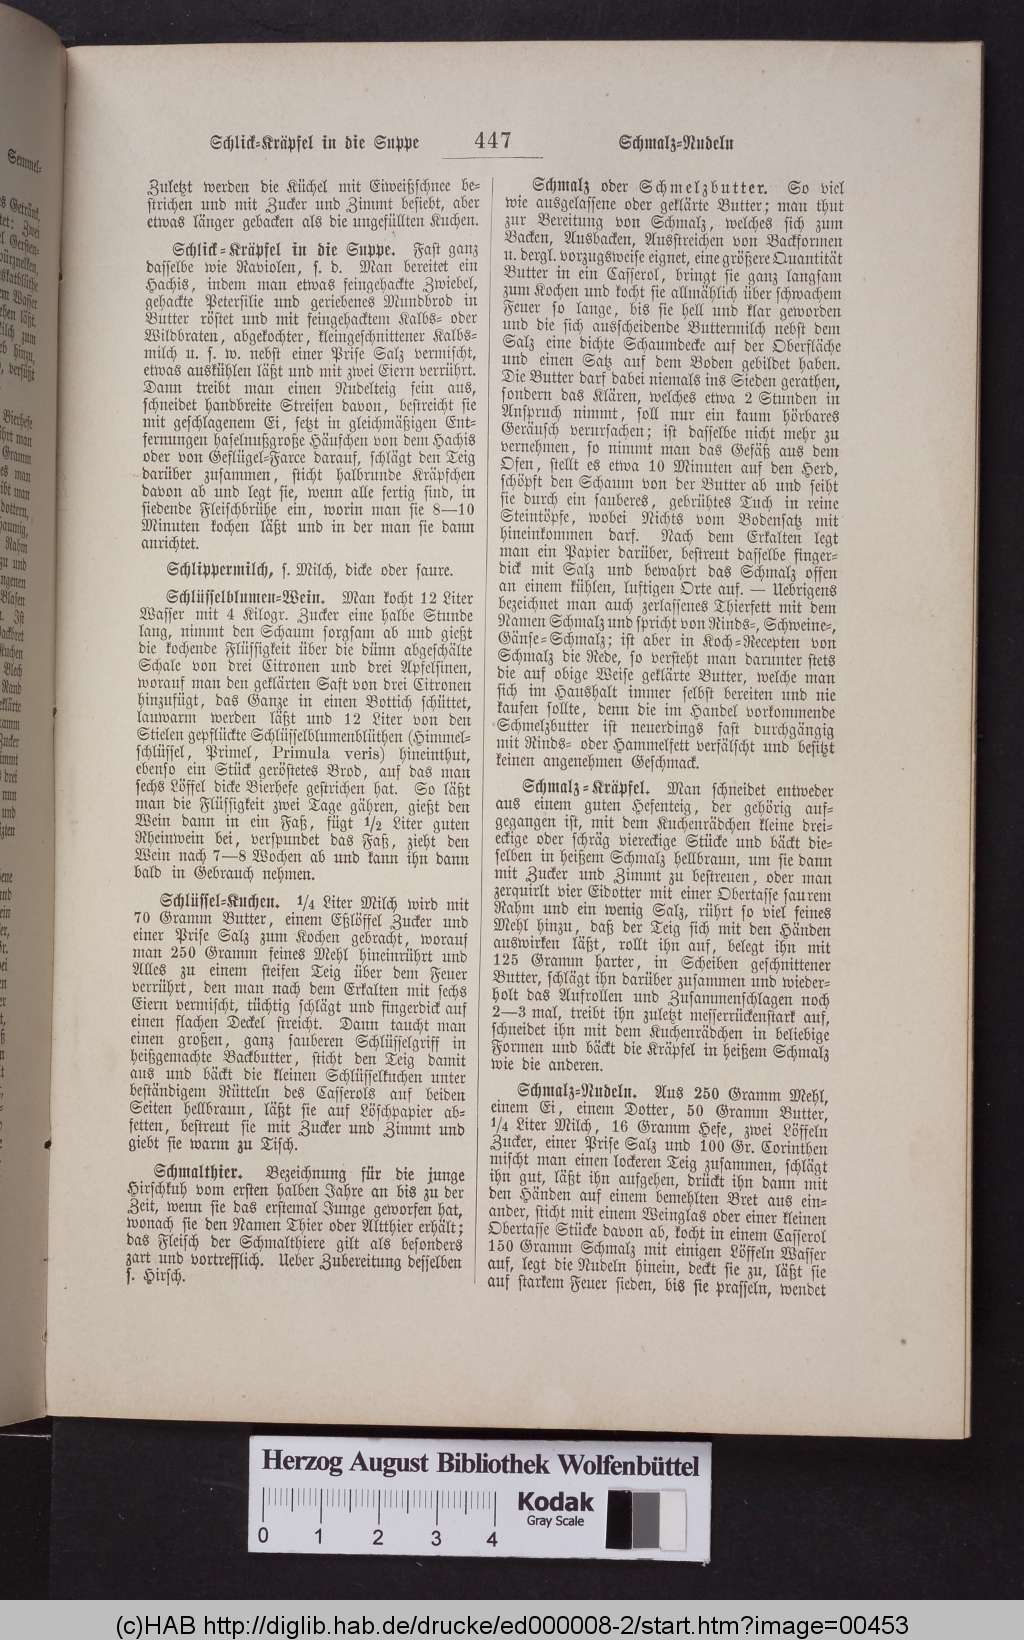 Schlick-Kräpfel in die Suppe 447 Schmalz-Nudeln
Zuletzt werden die Küchel mit Eiweißschnee be-
strichen und mit Zucker und Zimmt besiebt, aber
etwas länger gebacken als die ungefüllten Kuchen.
Schlick-Kräpfel in die Suppe. Fast ganz
dasselbe wie Raviolen, s. d. Man bereitet ein
Hachis, indem man etwas feingehackte Zwiebel,
gehackte Petersilie und geriebenes Mundbrod in
Butter röstet und mit feingehacktem Kalbs- oder
Wildbraten, abgekochter, kleingeschnittener Kalbs-
milch u. s. w. nebst einer Prise Salz vermischt,
etwas auskühlen läßt und mit zwei Eiern verrührt.
Dann treibt man einen Nudelteig fein aus,
schneidet handbreite Streifen davon, bestreicht sie
mit geschlagenem Ei, setzt in gleichmäßigen Ent-
fernungen haselnußgroße Häufchen von dem Hachis
oder von Geflügel-Farce darauf, schlägt den Teig
darüber zusammen, sticht halbrunde Kräpfchen
davon ab und legt sie, wenn alle fertig sind, in
siedende Fleischbrühe ein, worin man sie 8—10
Minuten kochen läßt und in der man sie dann
anrichtet.
Schlippermilch, s. Milch, dicke oder saure.
Schlüsselblumen-Wein. Man kocht 12 Liter
Wasser mit 4 Kilogr. Zucker eine halbe Stunde
lang, nimmt den Schaum sorgsam ab und gießt
die kochende Flüssigkeit über die dünn abgeschälte
Schale von drei Citronen und drei Apfelsinen,
worauf man den geklärten Saft von drei Citronen
hinzufügt, das Ganze in einen Bottich schüttet,
lauwarm werden läßt und 12 Liter von den
Stielen gepflückte Schlüsselblumenblüthen (Himmel-
schlüssel, Primel, Primula veris) hineinthut,
ebenso ein Stück geröstetes Brod, auf das man
sechs Löffel dicke Bierhefe gestrichen hat. So läßt
man die Flüssigkeit zwei Tage gähren, gießt den
Wein dann in ein Faß, fügt 1/2 Liter guten
Rheinwein bei, verspundet das Faß, zieht den
Wein nach 7—8 Wochen ab und kann ihn dann
bald in Gebrauch nehmen.
Schlüssel-Kuchen. 1/4 Liter Milch wird mit
70 Gramm Butter, einem Eßlöffel Zucker und
einer Prise Salz zum Kochen gebracht, worauf
man 250 Gramm feines Mehl hineinrührt und
Alles zu einem steifen Teig über dem Feuer
verrührt, den man nach dem Erkalten mit sechs
Eiern vermischt, tüchtig schlägt und fingerdick auf
einen flachen Deckel streicht. Dann taucht man
einen großen, ganz sauberen Schlüsselgriff in
heißgemachte Backbutter, sticht den Teig damit
aus und bäckt die kleinen Schlüsselkuchen unter
beständigem Rütteln des Casserols auf beiden
Seiten hellbraun, läßt sie auf Löschpapier ab-
fetten, bestreut sie mit Zucker und Zimmt und
giebt sie warm zu Tisch.
Schmalthier. Bezeichnung für die junge
Hirschkuh vom ersten halben Jahre an bis zu der
Zeit, wenn sie das erstemal Junge geworfen hat,
wonach sie den Namen Thier oder Altthier erhält;
das Fleisch der Schmalthiere gilt als besonders
zart und vortrefflich. Ueber Zubereitung desselben
s. Hirsch.
Schmalz oder Schmelzbutter. So viel
wie ausgelassene oder geklärte Butter; man thut
zur Bereitung von Schmalz, welches sich zum
Backen, Ausbacken, Ausstreichen von Backformen
u. dergl. vorzugsweise eignet, eine größere Quantität
Butter in ein Casserol, bringt sie ganz langsam
zum Kochen und kocht sie allmählich über schwachem
Feuer so lange, bis sie hell und klar geworden
und die sich ausscheidende Buttermilch nebst dem
Salz eine dichte Schaumdecke auf der Oberfläche
und einen Satz auf dem Boden gebildet haben.
Die Butter darf dabei niemals ins Sieden gerathen,
sondern das Klären, welches etwa 2 Stunden in
Anspruch nimmt, soll nur ein kaum hörbares
Geräusch verursachen; ist dasselbe nicht mehr zu
vernehmen, so nimmt man das Gefäß aus dem
Ofen, stellt es etwa 10 Minuten auf den Herd,
schöpft den Schaum von der Butter ab und seiht
sie durch ein sauberes, gebrühtes Tuch in reine
Steintöpfe, wobei Nichts vom Bodensatz mit
hineinkommen darf. Nach dem Erkalten legt
man ein Papier darüber, bestreut dasselbe finger-
dick mit Salz und bewahrt das Schmalz offen
an einem kühlen, luftigen Orte auf. — Uebrigens
bezeichnet man auch zerlassenes Thierfett mit dem
Namen Schmalz und spricht von Rinds-, Schweine-,
Gänse-Schmalz; ist aber in Koch-Recepten von
Schmalz die Rede, so versteht man darunter stets
die auf obige Weise geklärte Butter, welche man
sich im Haushalt immer selbst bereiten und nie
kaufen sollte, denn die im Handel vorkommende
Schmelzbutter ist neuerdings fast durchgängig
mit Rinds- oder Hammelfett verfälscht und besitzt
keinen angenehmen Geschmack.
Schmalz-Kräpfel. Man schneidet entweder
aus einem guten Hefenteig, der gehörig auf-
gegangen ist, mit dem Kuchenrädchen kleine drei-
eckige oder schräg viereckige Stücke und bäckt die-
selben in heißem Schmalz hellbraun, um sie dann
mit Zucker und Zimmt zu bestreuen, oder man
zerquirlt vier Eidotter mit einer Obertasse saurem
Rahm und ein wenig Salz, rührt so viel feines
Mehl hinzu, daß der Teig sich mit den Händen
auswirken läßt, rollt ihn auf, belegt ihn mit
125 Gramm harter, in Scheiben geschnittener
Butter, schlägt ihn darüber zusammen und wieder-
holt das Aufrollen und Zusammenschlagen noch
2—3 mal, treibt ihn zuletzt messerrückenstark auf,
schneidet ihn mit dem Kuchenrädchen in beliebige
Formen und bäckt die Kräpfel in heißem Schmalz
wie die anderen.
Schmalz-Nudeln. Aus 250 Gramm Mehl,
einem Ei, einem Dotter, 50 Gramm Butter,
1/4 Liter Milch, 16 Gramm Hefe, zwei Löffeln
Zucker, einer Prise Salz und 100 Gr. Corinthen
mischt man einen lockeren Teig zusammen, schlägt
ihn gut, läßt ihn aufgehen, drückt ihn dann mit
den Händen auf einem bemehlten Bret aus ein-
ander, sticht mit einem Weinglas oder einer kleinen
Obertasse Stücke davon ab, kocht in einem Casserol
150 Gramm Schmalz mit einigen Löffeln Wasser
auf, legt die Nudeln hinein, deckt sie zu, läßt sie
auf starkem Feuer sieden, bis sie prasseln, wendet
Herzog August Bibliothek Wolfenbüttel
0 1 2 3 4
Kodak
Gray Scale
(c)HAB http://diglib.hab.de/drucke/ed000008-2/start.htm?image=00453